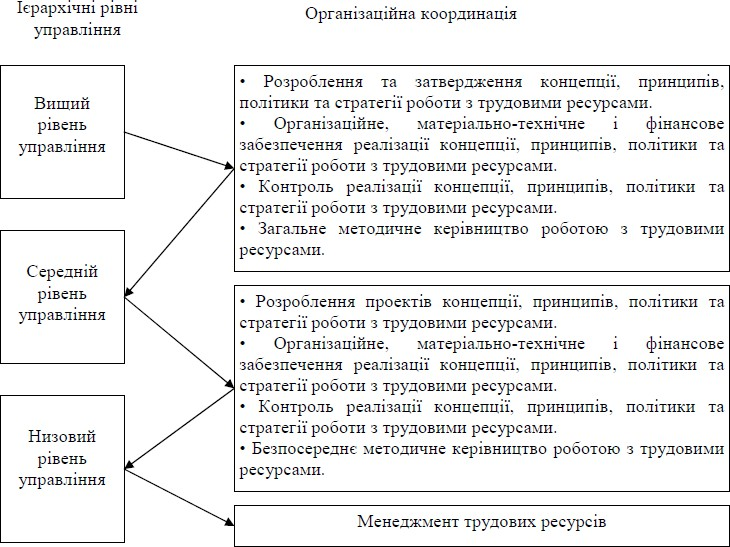 Ієрархічні рівні
управління
Організаційна координація
Вищий
рівень
управління
• Розроблення та затвердження концепції, принципів,
політики та стратегії роботи з трудовими ресурсами.
• Організаційне, матеріально-технічне і фінансове
забезпечення реалізації концепції, принципів, політики та
стратегії роботи з трудовими ресурсами.
• Контроль реалізації концепції, принципів, політики та
стратегії роботи з трудовими ресурсами.
• Загальне методичне керівництво роботою з трудовими
ресурсами.
Середній
рівень
управління
• Розроблення проектів концепції, принципів, політики та
стратегії роботи з трудовими ресурсами.
• Організаційне, матеріально-технічне і фінансове
забезпечення реалізації концепції, принципів, політики та
стратегії роботи з трудовими ресурсами.
• Контроль реалізації концепції, принципів, політики та
стратегії роботи з трудовими ресурсами.
• Безпосереднє методичне керівництво роботою з трудовими
ресурсами.
Низовий
рівень
управління
Менеджмент трудових ресурсів